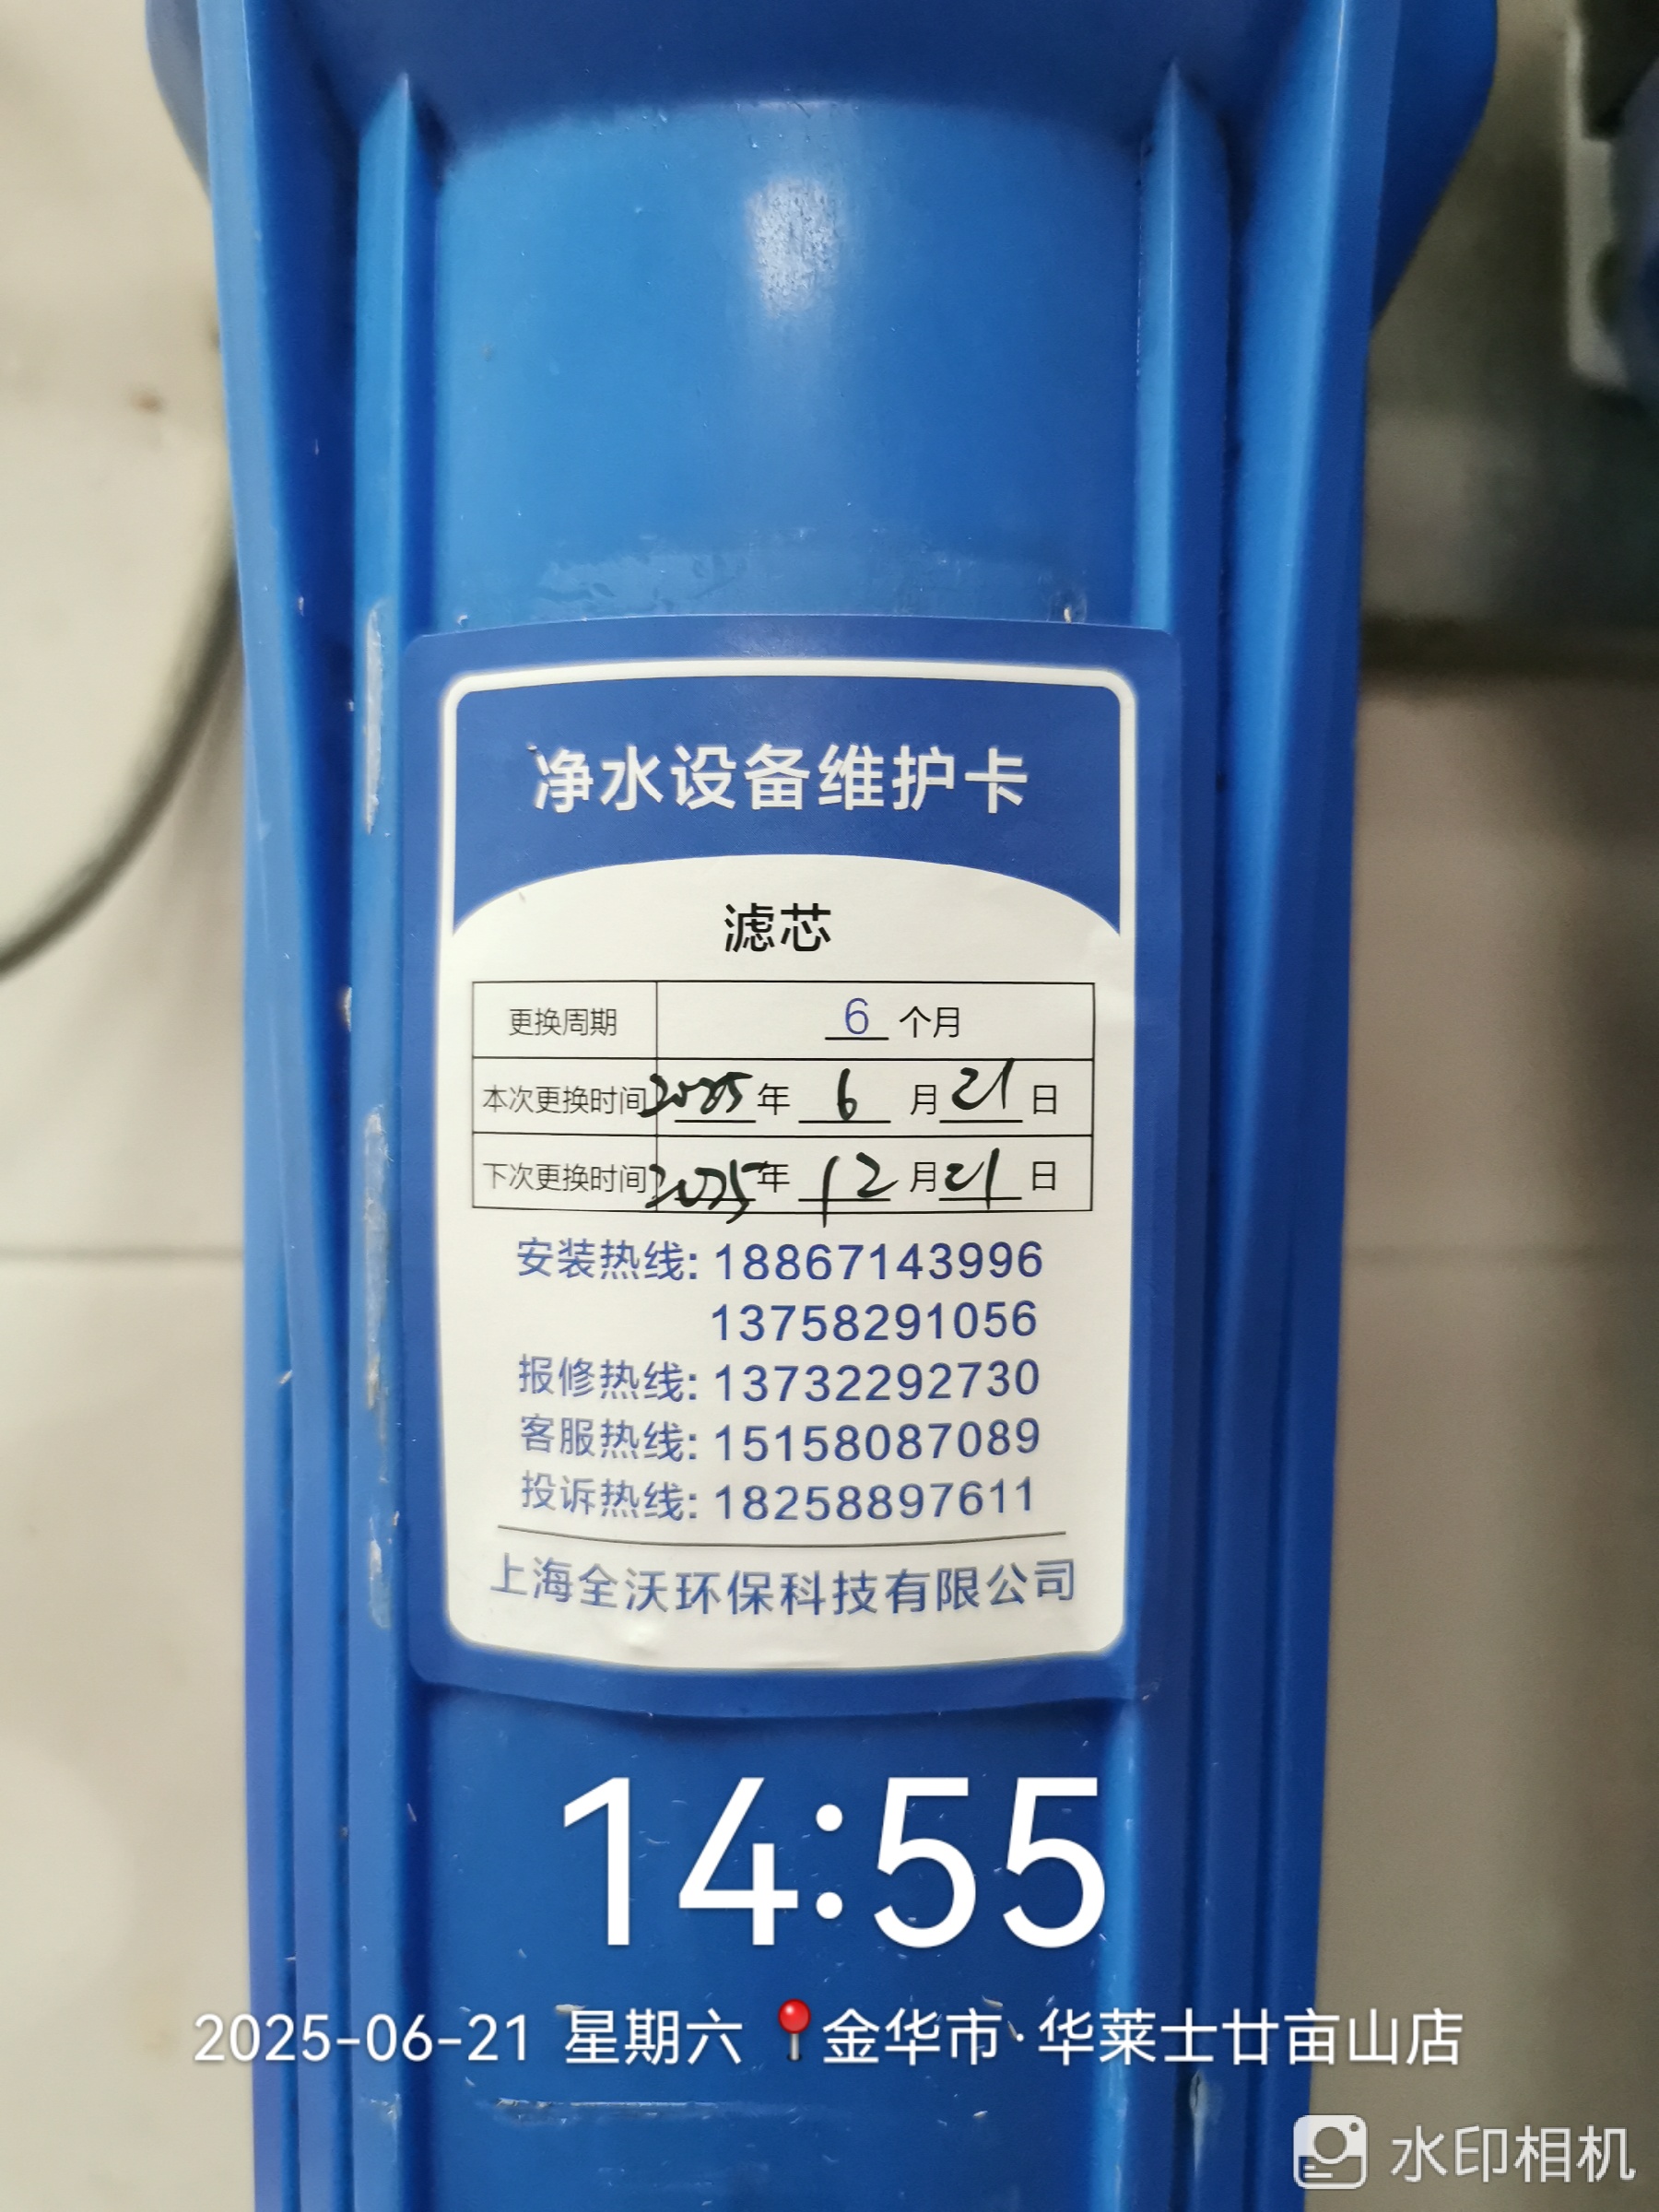 净水设备维护卡
滤芯
更换周期 6 个月
本次更换时间 2025 年 6 月 21 日
下次更换时间 2025 年 12 月 21 日
安装热线: 18867143996
13758291056
报修热线: 13732292730
客服热线: 15158087089
投诉热线: 18258897611
上海全沃环保科技有限公司
14:55
2025-06-21 星期六 📍金华市·华莱士廿亩山店
水印相机